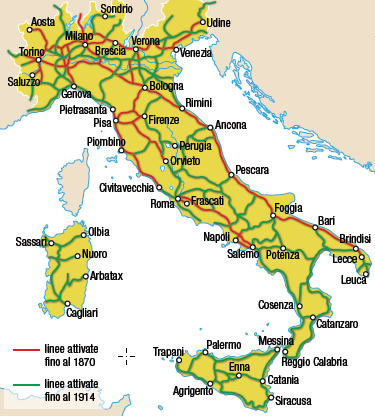 Sondrio
Aosta
Udine
Milano
Verona
Torino
Brescia
Venezia
Saluzzo
Genova
Bologna
Pietrasanta
Rimini
Pisa
Firenze
Ancona
Piombino
Perugia
Orvieto
Pescara
Civitavecchia
Roma
Frascati
Foggia
Bari
Olbia
Napoli
Brindisi
Sassari
Salerno
Potenza
Lecce
Nuoro
Leuca
Arbatax
Cosenza
Cagliari
Catanzaro
Messina
Palermo
linee attivate
fino al 1870
Trapani
Reggio Calabria
Enna
Catania
linee attivate
fino al 1914
Agrigento
Siracusa